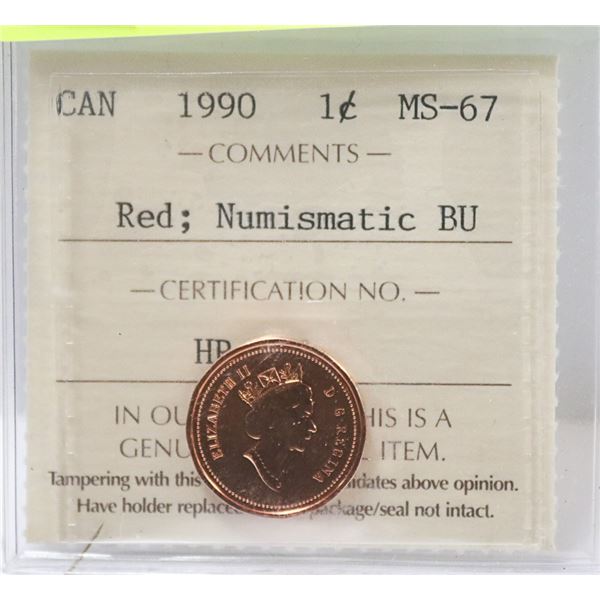 CAN 1990 1¢ MS-67
— COMMENTS —
Red; Numismatic BU
— CERTIFICATION NO. —
HP
IN OU HIS IS A
GENU ITEM.
Tampering with this idates above opinion.
Have holder replace package/seal not intact.
ELIZABETH II D·G·REGINA